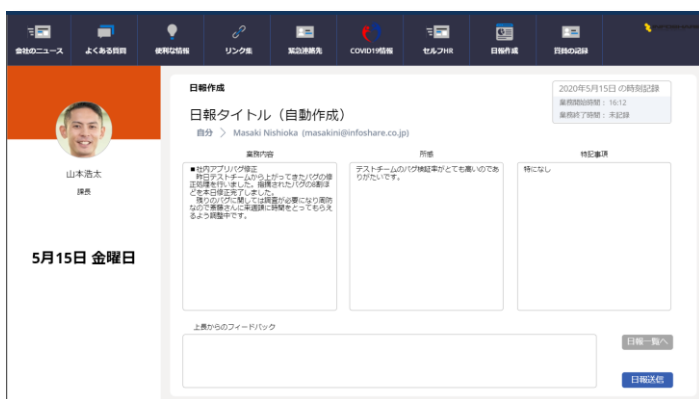 会社のニュース
よくある質問
便利な情報
リンク集
緊急連絡先
COVID19情報
セルフHR
日報作成
日報の記録
日報作成
2020年5月15日 の時刻記録
業務開始時間： 16:12
業務終了時間： 未記録
日報タイトル（自動作成）
自分 > Masaki Nishioka (masakini@infoshare.co.jp)
山本浩太
課長
5月15日 金曜日
業務内容
■社内アプリバグ修正
昨日テストチームから上がってきたバグの修
正処理を行いました。指摘されたバグの8割ほ
どを本日修正完了しました。
残りのバグに関しては調査が必要になり
なので斎藤さんに来週頭に時間をとってもらえ
るよう調整中です。
所感
テストチームのバグ検証率がとても高いのであ
りがたいです。
特記事項
特になし
上長からのフィードバック
日報一覧へ
日報送信